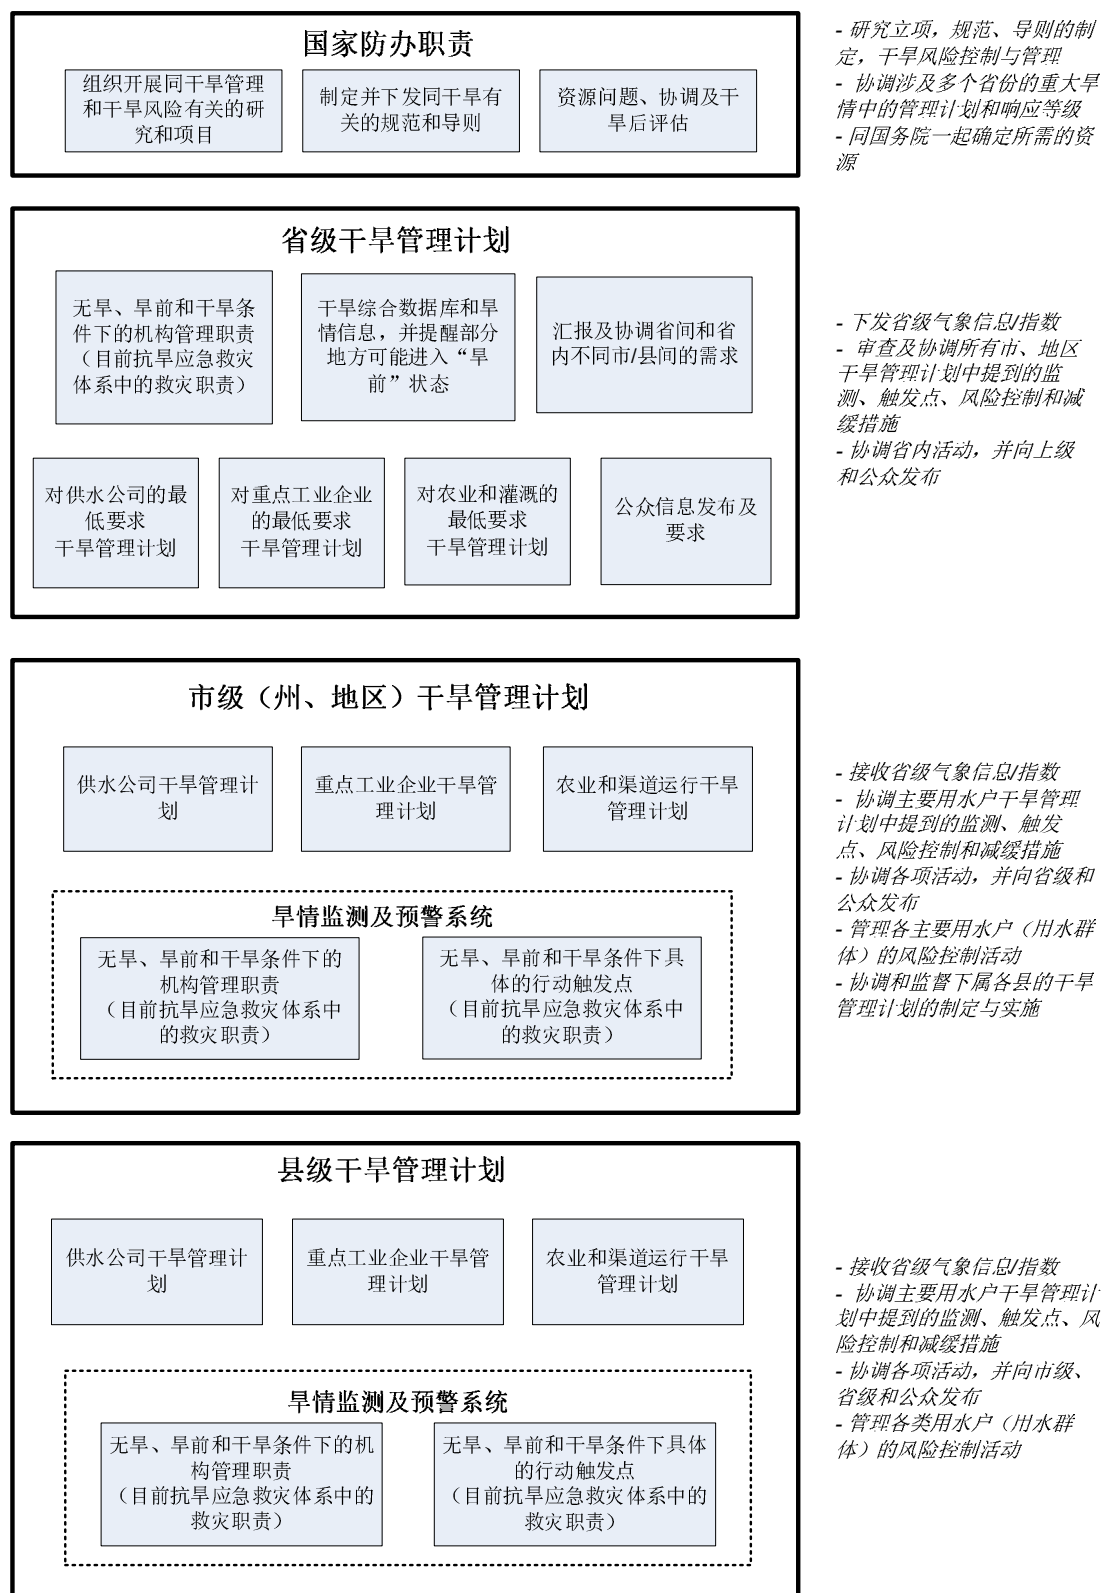 国家防办职责
组织开展同干旱管理
和干旱风险有关的研
究和项目
制定并下发同干旱有
关的规范和导则
资源问题、协调及干
旱后评估
- 研究立项，规范、导则的制
定，干旱风险控制与管理
- 协调涉及多个省份的重大旱
情中的管理计划和响应等级
- 同国务院一起确定所需的资
源
省级干旱管理计划
无旱、旱前和干旱条
件下的机构管理职责
（目前抗旱应急救灾
体系中的救灾职责）
干旱综合数据库和旱
情信息，并提醒部分
地方可能进入“旱
前”状态
汇报及协调省间和省
内不同市/县间的需求
对供水公司的最
低要求
干旱管理计划
对重点工业企业
的最低要求
干旱管理计划
对农业和灌溉的
最低要求
干旱管理计划
公众信息发布及
要求
- 下发省级气象信息/指数
- 审查及协调所有市、地区
干旱管理计划中提到的监
测、触发点、风险控制和减
缓措施
- 协调省内活动，并向上级
和公众发布
市级（州、地区）干旱管理计划
供水公司干旱管理计
划
重点工业企业干旱管
理计划
农业和渠道运行干旱
管理计划
旱情监测及预警系统
无旱、旱前和干旱条件下的
机构管理职责
（目前抗旱应急救灾体系中
的救灾职责）
无旱、旱前和干旱条件下具
体的行动触发点
（目前抗旱应急救灾体系中
的救灾职责）
- 接收省级气象信息/指数
- 协调主要用水户干旱管理
计划中提到的监测、触发
点、风险控制和减缓措施
- 协调各项活动，并向省级和
公众发布
- 管理各主要用水户（用水群
体）的风险控制活动
- 协调和监督下属各县的干旱
管理计划的制定与实施
县级干旱管理计划
供水公司干旱管理计
划
重点工业企业干旱管
理计划
农业和渠道运行干旱
管理计划
旱情监测及预警系统
无旱、旱前和干旱条件下的机
构管理职责
（目前抗旱应急救灾体系中的
救灾职责）
无旱、旱前和干旱条件下具体
的行动触发点
（目前抗旱应急救灾体系中的
救灾职责）
- 接收省级气象信息/指数
- 协调主要用水户干旱管理计
划中提到的监测、触发点、风
险控制和减缓措施
- 协调各项活动，并向市级、
省级和公众发布
- 管理各类用水户（用水群
体）的风险控制活动